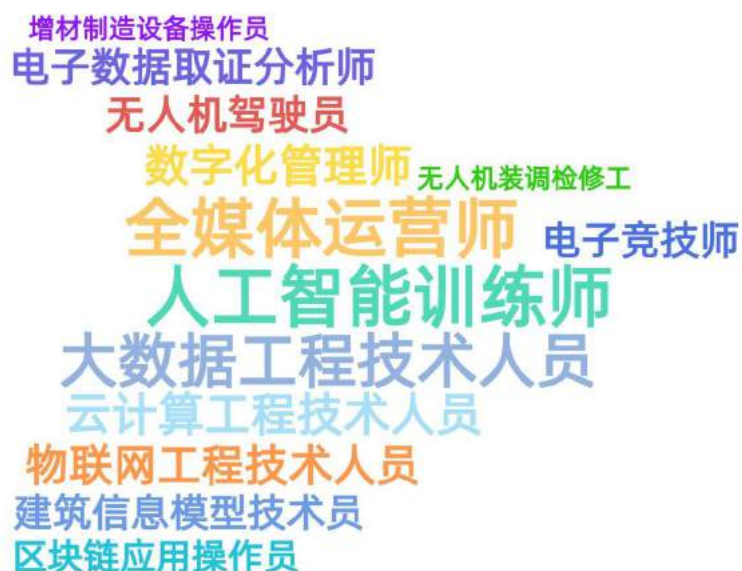 增材制造设备操作员
电子数据取证分析师
无人机驾驶员
数字化管理师
无人机装调检修工
全媒体运营师
电子竞技师
人工智能训练师
大数据工程技术人员
云计算工程技术人员
物联网工程技术人员
建筑信息模型技术员
区块链应用操作员